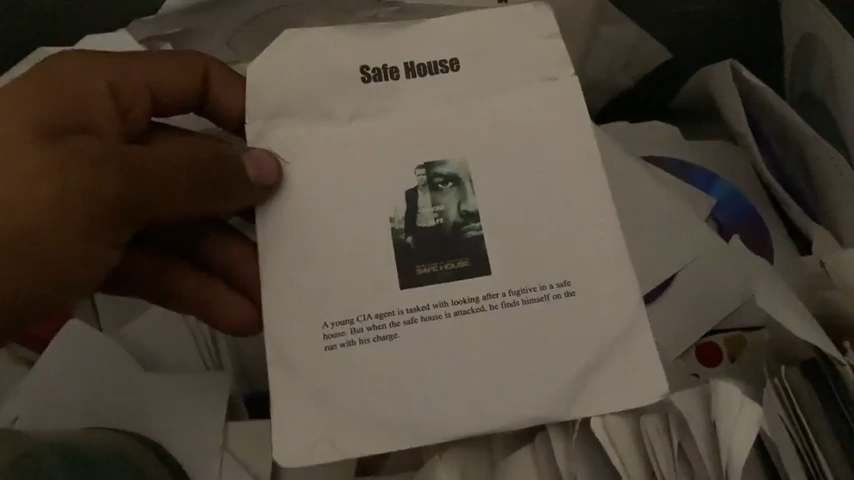 Safe House
SAFE HOUSE
A young CIA agent is tasked with looking after a fugitive in a safe
house. But when the safe house is attacked, he finds himself on the
run with his charge.